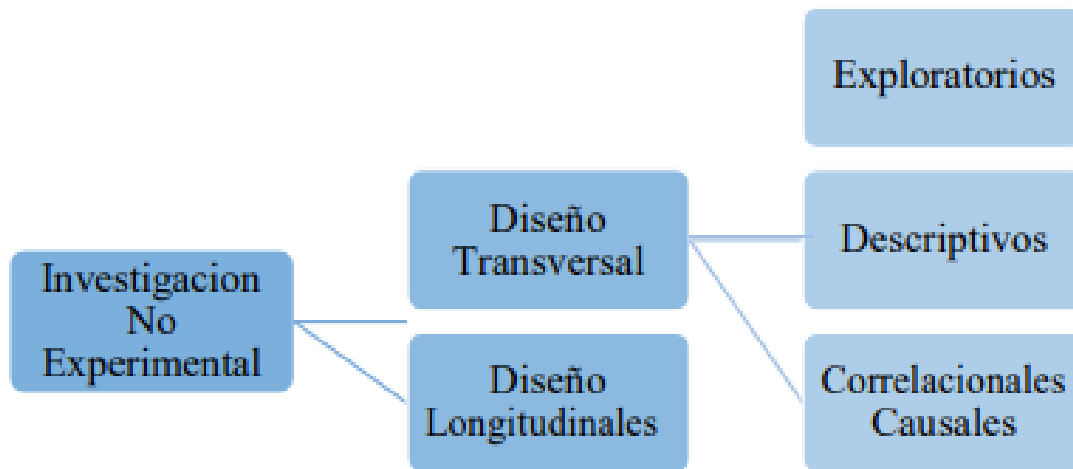 Investigacion
No
Experimental
Diseño
Transversal
Diseño
Longitudinales
Exploratorios
Descriptivos
Correlacionales
Causales